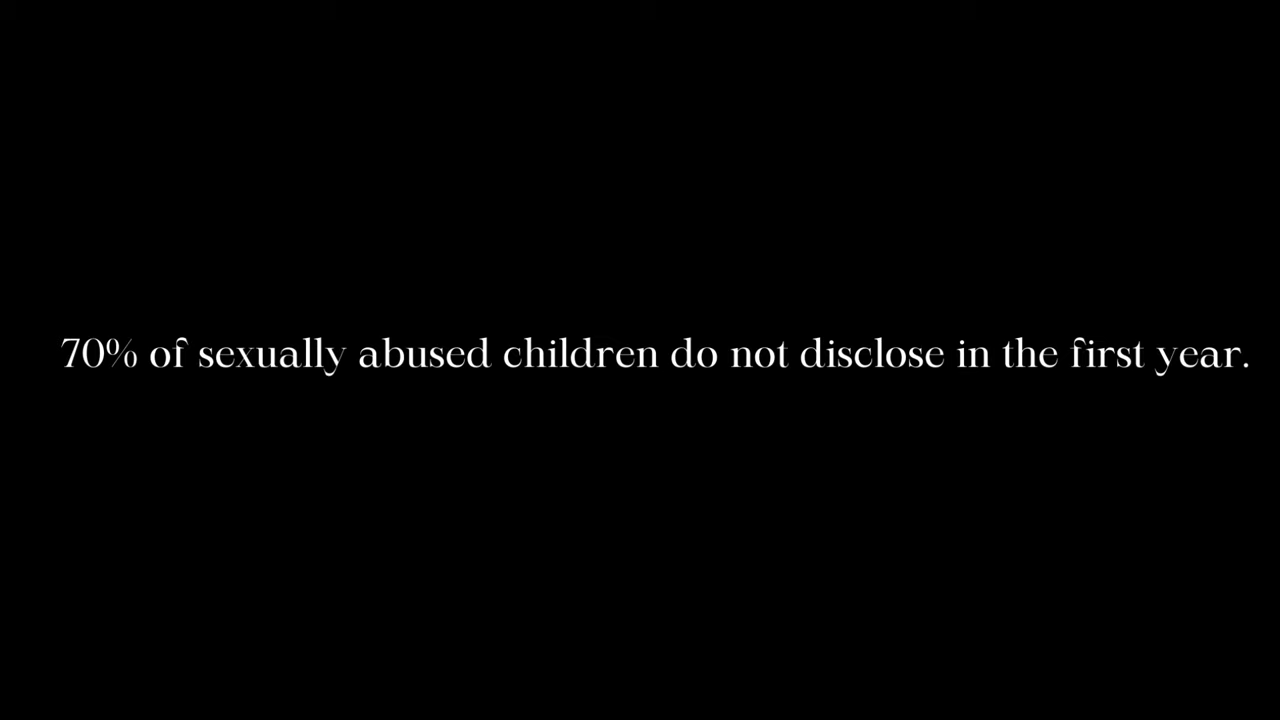 70% of sexually abused children do not disclose in the first year.